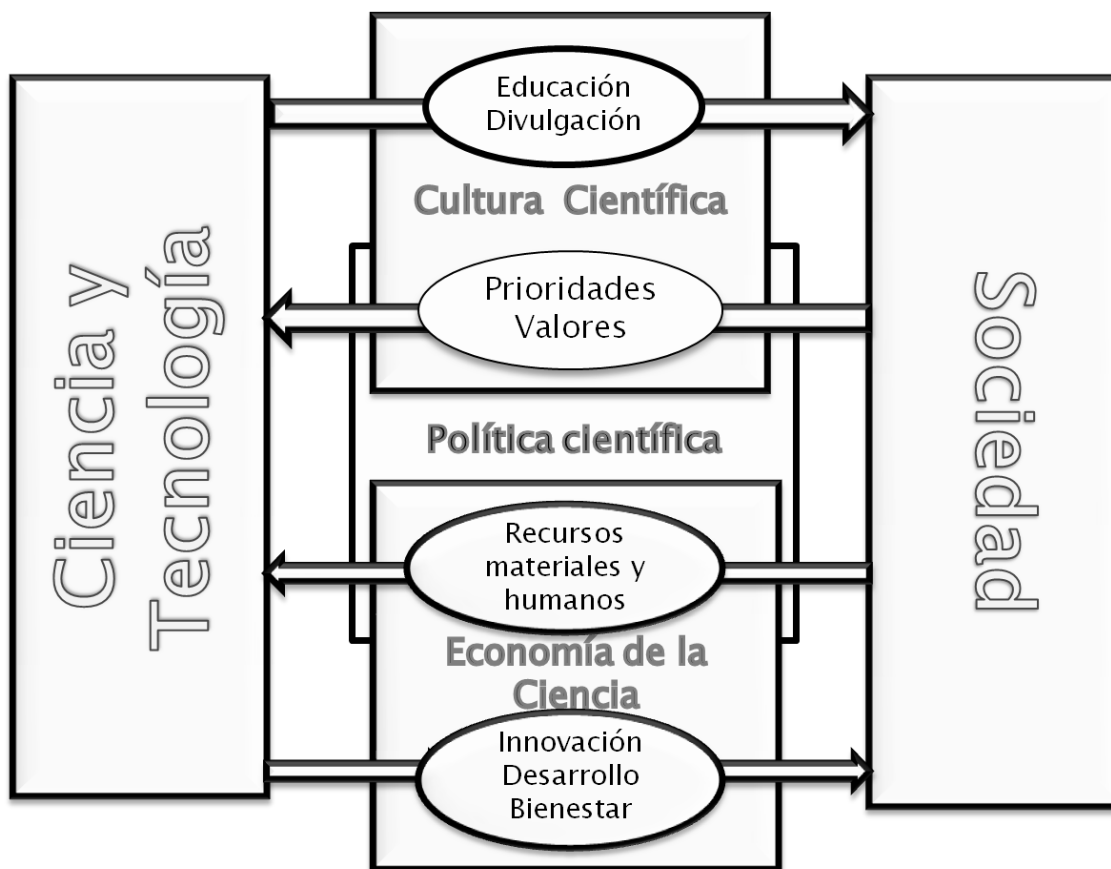 Ciencia y
Tecnología
Educación
Divulgación
Cultura Científica
Prioridades
Valores
Política científica
Recursos
materiales y
humanos
Economía de la
Ciencia
Innovación
Desarrollo
Bienestar
Sociedad